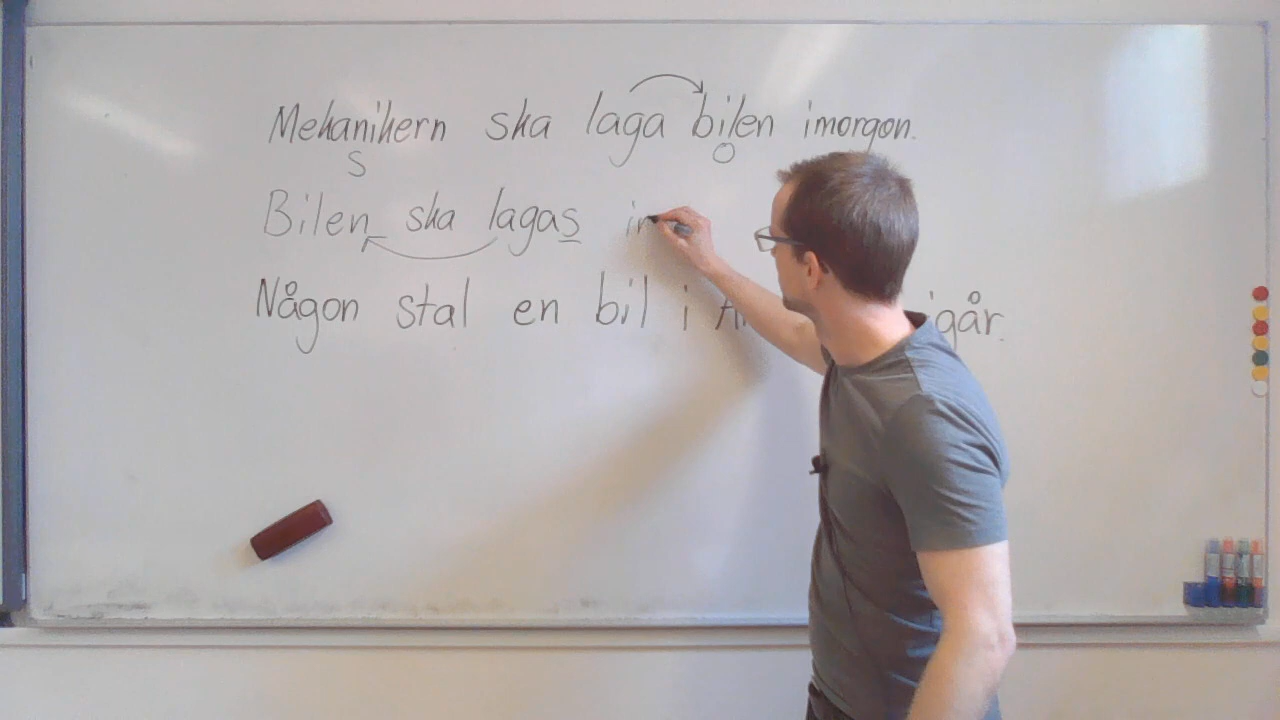 Mekanikern ska laga bilen imorgon.
S O
Bilen ska lagas
Någon stal en bil i igår.